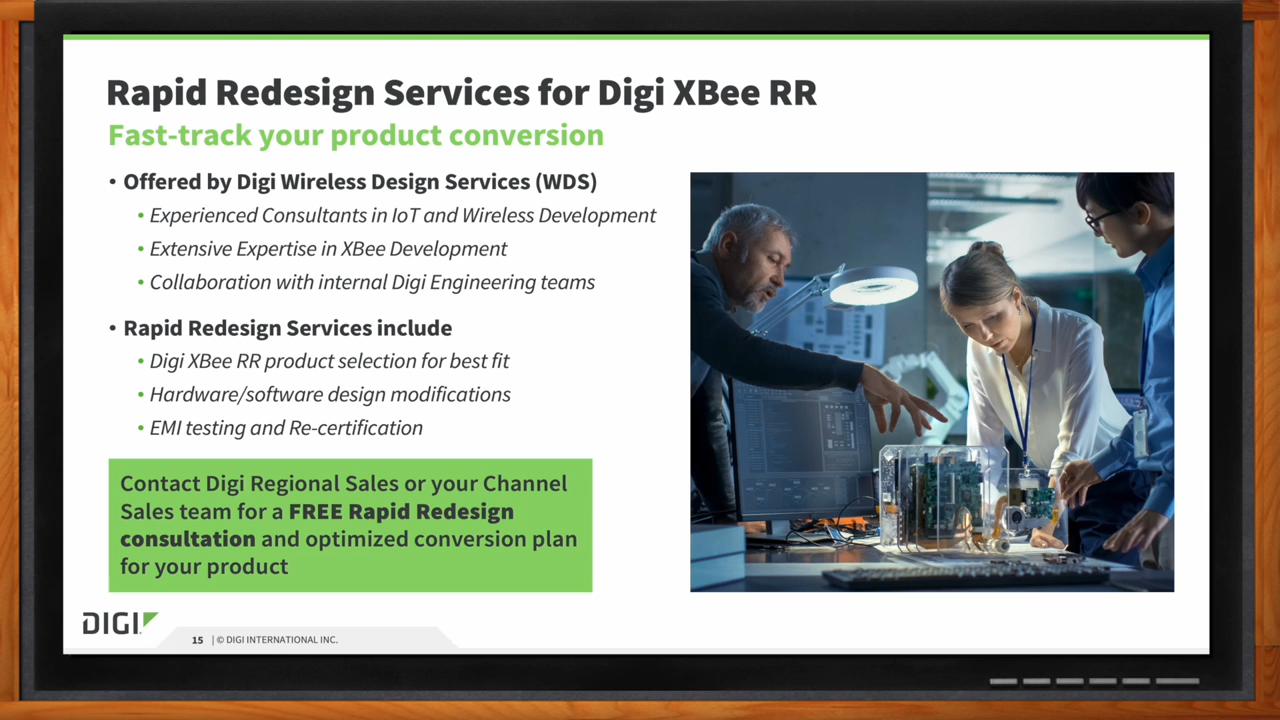 Rapid Redesign Services for Digi XBee RR
Fast-track your product conversion
• Offered by Digi Wireless Design Services (WDS)
• Experienced Consultants in IoT and Wireless Development
• Extensive Expertise in XBee Development
• Collaboration with internal Digi Engineering teams
• Rapid Redesign Services include
• Digi XBee RR product selection for best fit
• Hardware/software design modifications
• EMI testing and Re-certification
Contact Digi Regional Sales or your Channel
Sales team for a FREE Rapid Redesign
consultation and optimized conversion plan
for your product
DIGI
15 | © DIGI INTERNATIONAL INC.